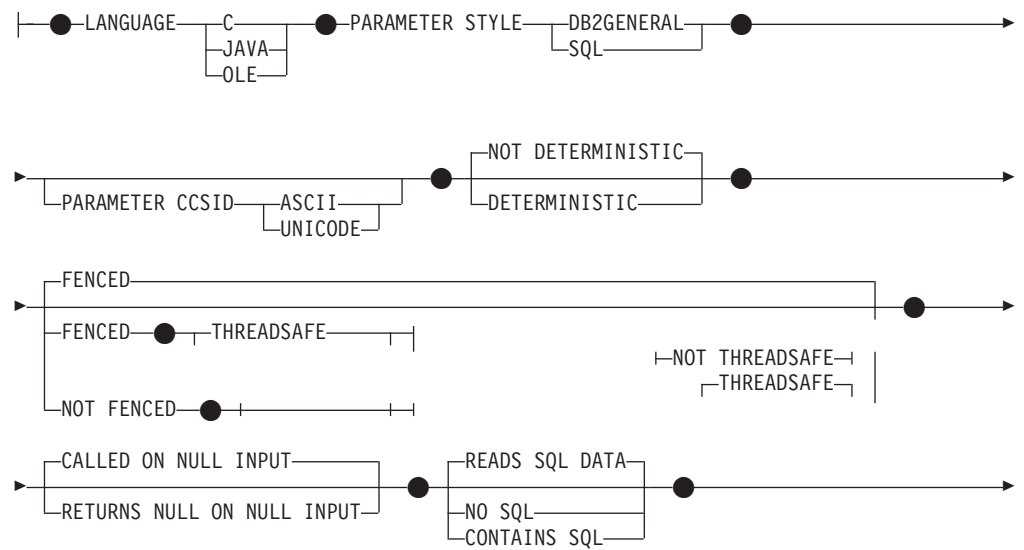 LANGUAGE C PARAMETER STYLE DB2GENERAL
JAVA SQL
OLE
NOT DETERMINISTIC
PARAMETER CCSID ASCII DETERMINISTIC
UNICODE
FENCED
FENCED THREADSAFE
NOT THREADSAFE
THREADSAFE
NOT FENCED
CALLED ON NULL INPUT READS SQL DATA
RETURNS NULL ON NULL INPUT NO SQL
CONTAINS SQL